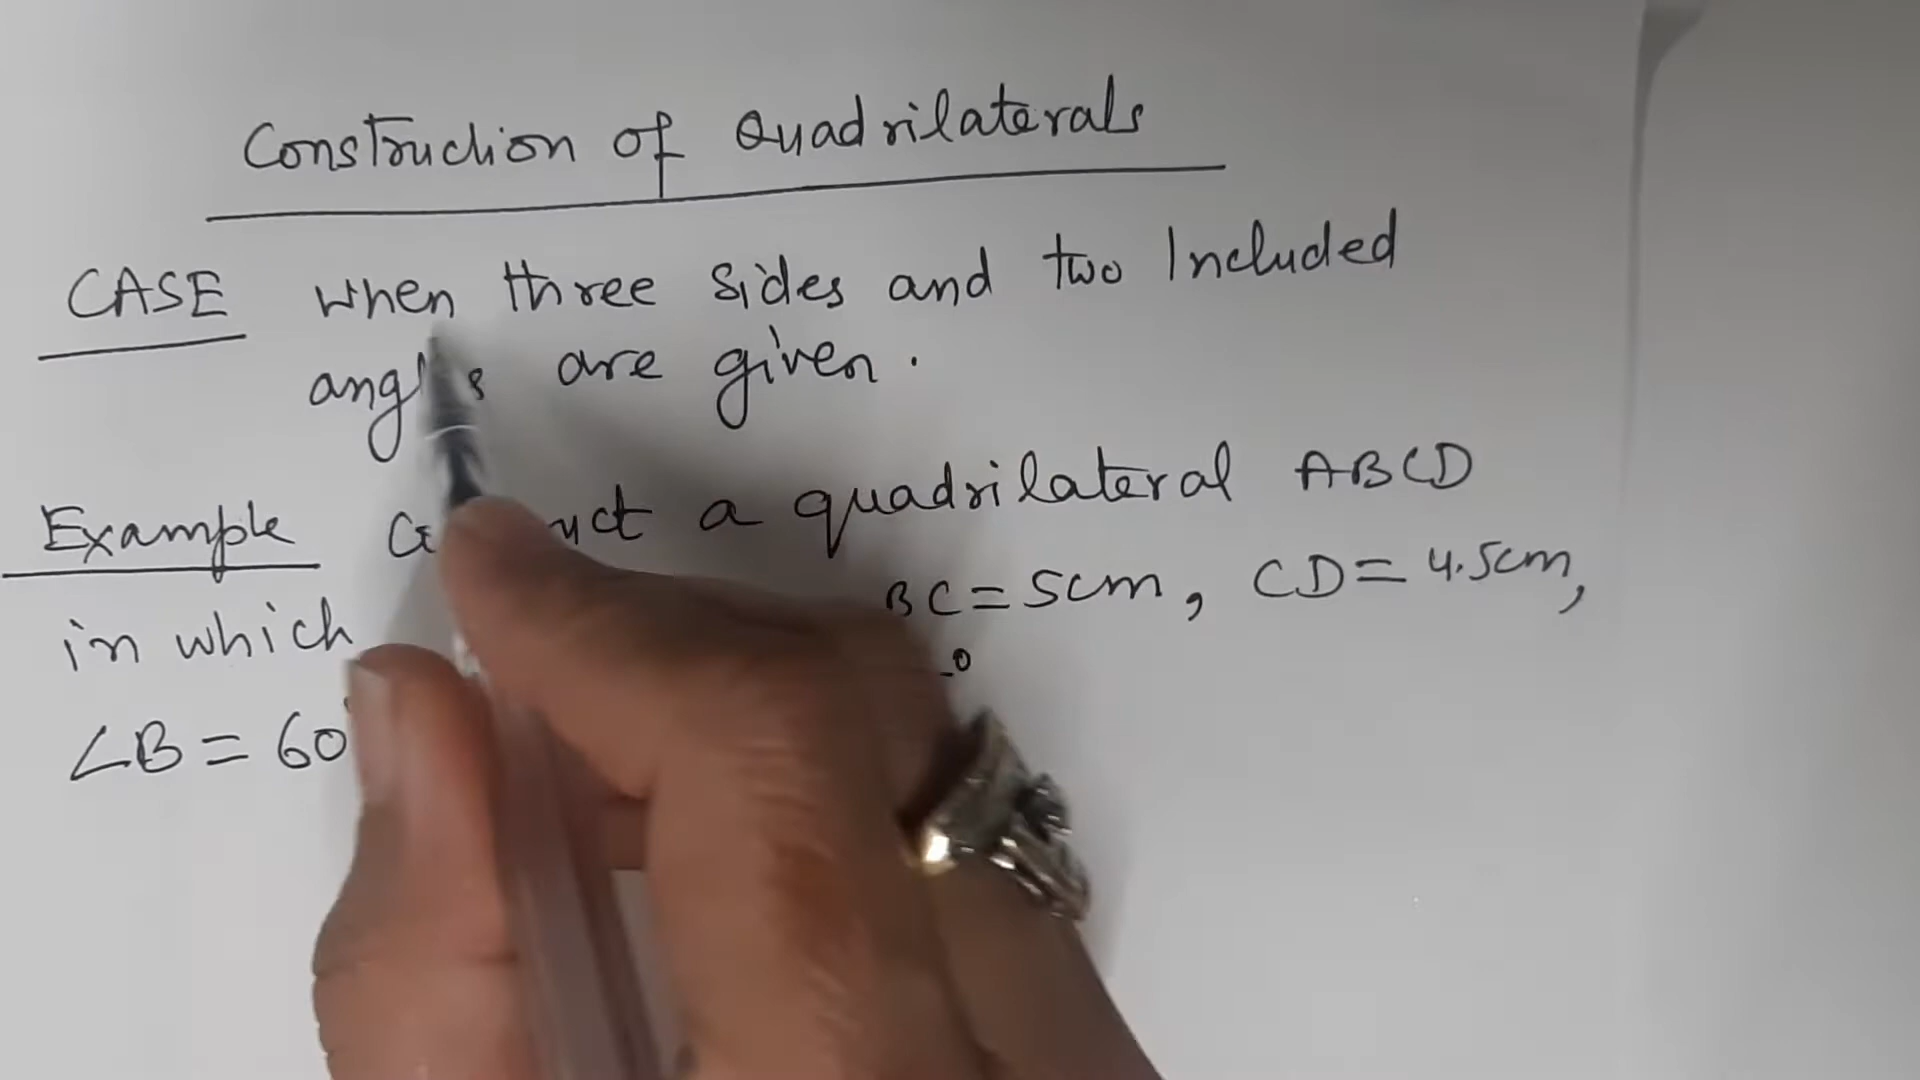 Construction of Quadrilaterals
CASE when three sides and two Included
are given.
Example a quadrilateral ABCD
in which BC = 5cm, CD = 4.5cm,
∠B = 60